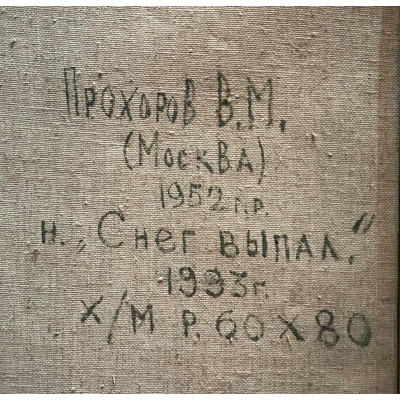 Прохоров В.М.
(Москва)
1952 г.р.
н. „Снег выпал."
1993г.
х/м р. 60х80